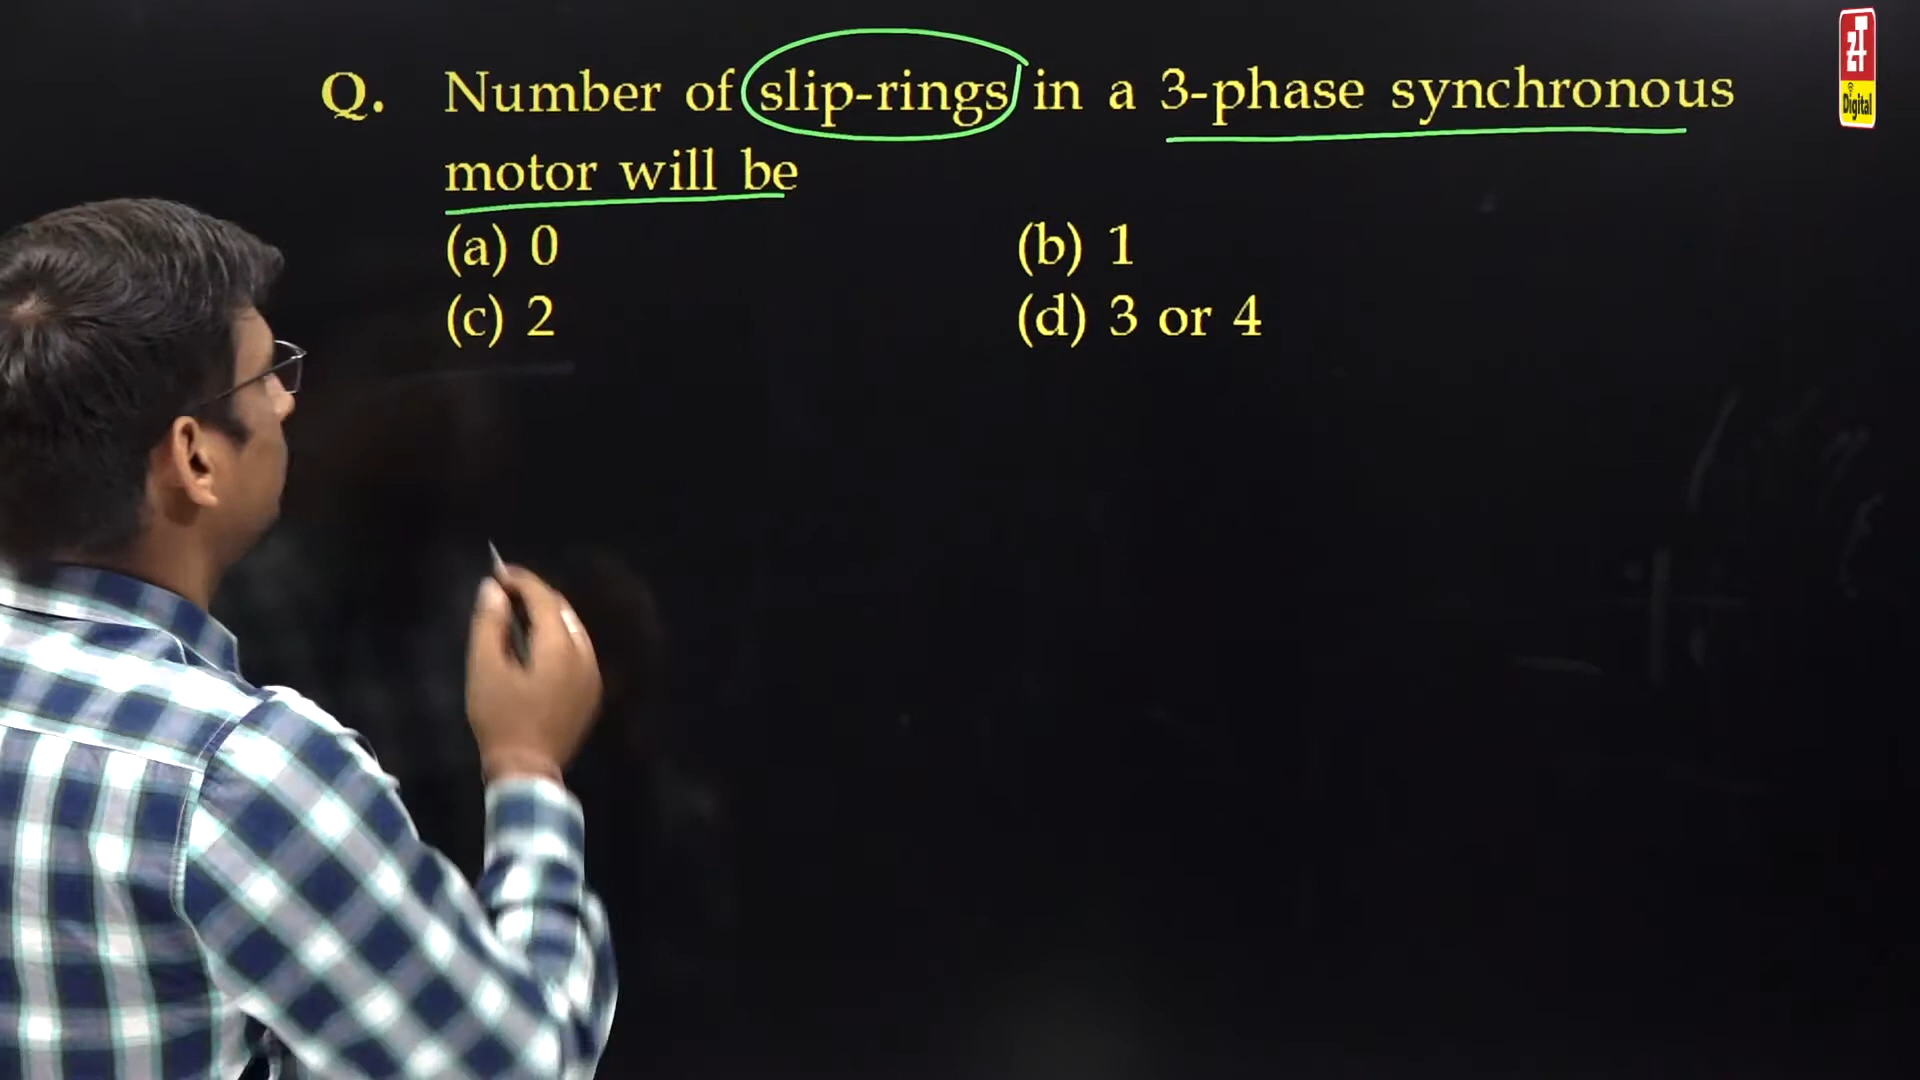 Q. Number of slip-rings in a 3-phase synchronous
motor will be
(a) 0 (b) 1
(c) 2 (d) 3 or 4
Digital